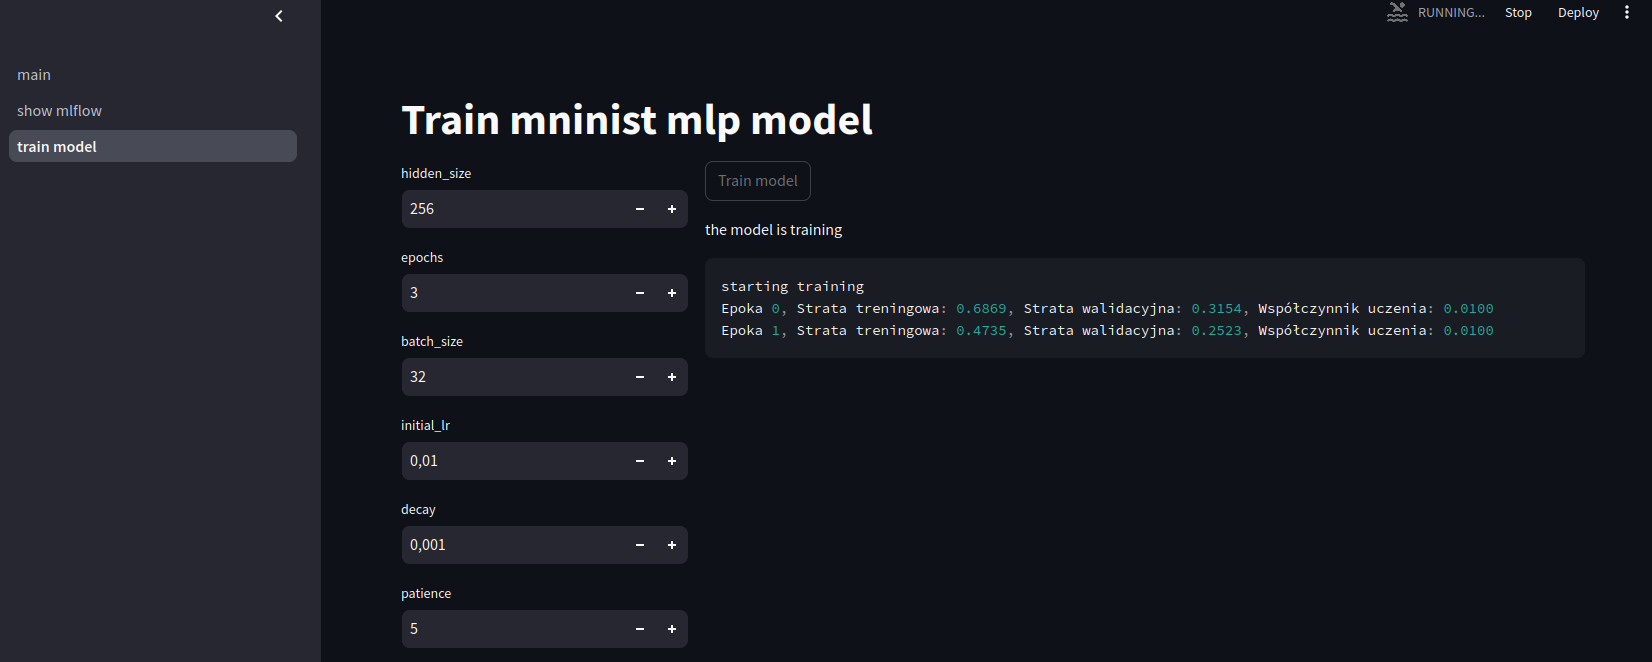 RUNNING...
Stop
Deploy
main
show mlflow
train model
Train mninist mlp model
hidden_size
256
epochs
3
batch_size
32
initial_lr
0,01
decay
0,001
patience
5
Train model
the model is training
starting training
Epoka 0, Strata treningowa: 0.6869, Strata walidacyjna: 0.3154, Współczynnik uczenia: 0.0100
Epoka 1, Strata treningowa: 0.4735, Strata walidacyjna: 0.2523, Współczynnik uczenia: 0.0100